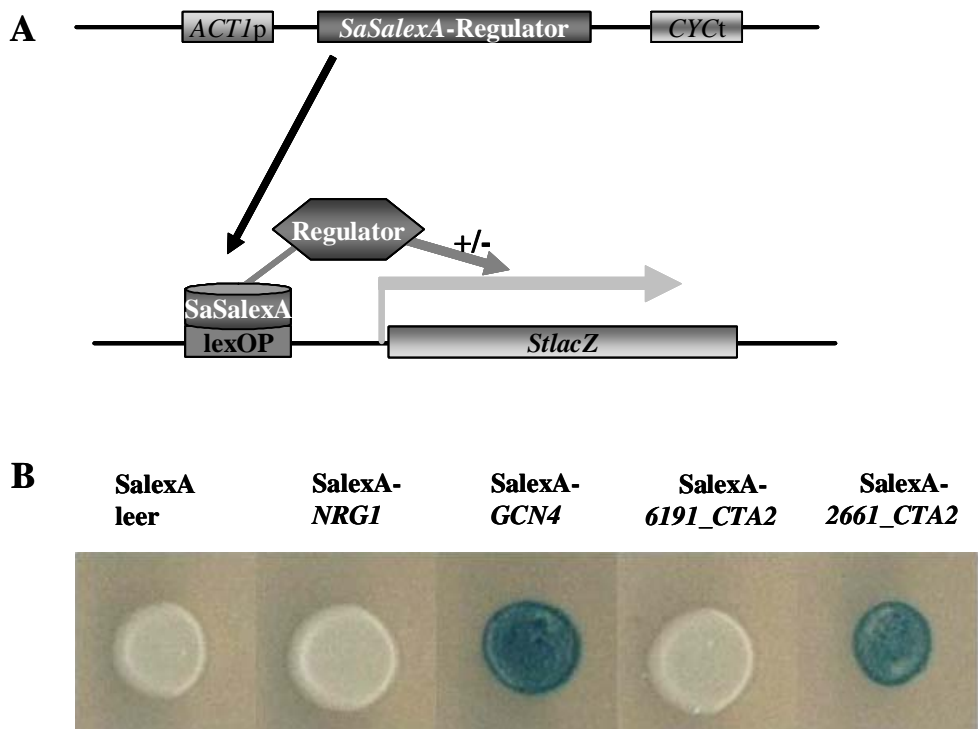 A
ACT1p SaSalexA-Regulator CYCt
Regulator +/-
SaSalexA
lexOP StlacZ
B
SalexA SalexA- SalexA- SalexA- SalexA-
leer NRG1 GCN4 6191_CTA2 2661_CTA2